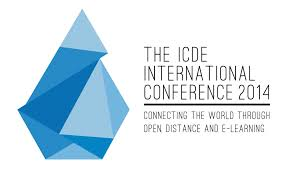 THE ICDE
INTERNATIONAL
CONFERENCE 2014
CONNECTING THE WORLD THROUGH
OPEN DISTANCE AND E-LEARNING